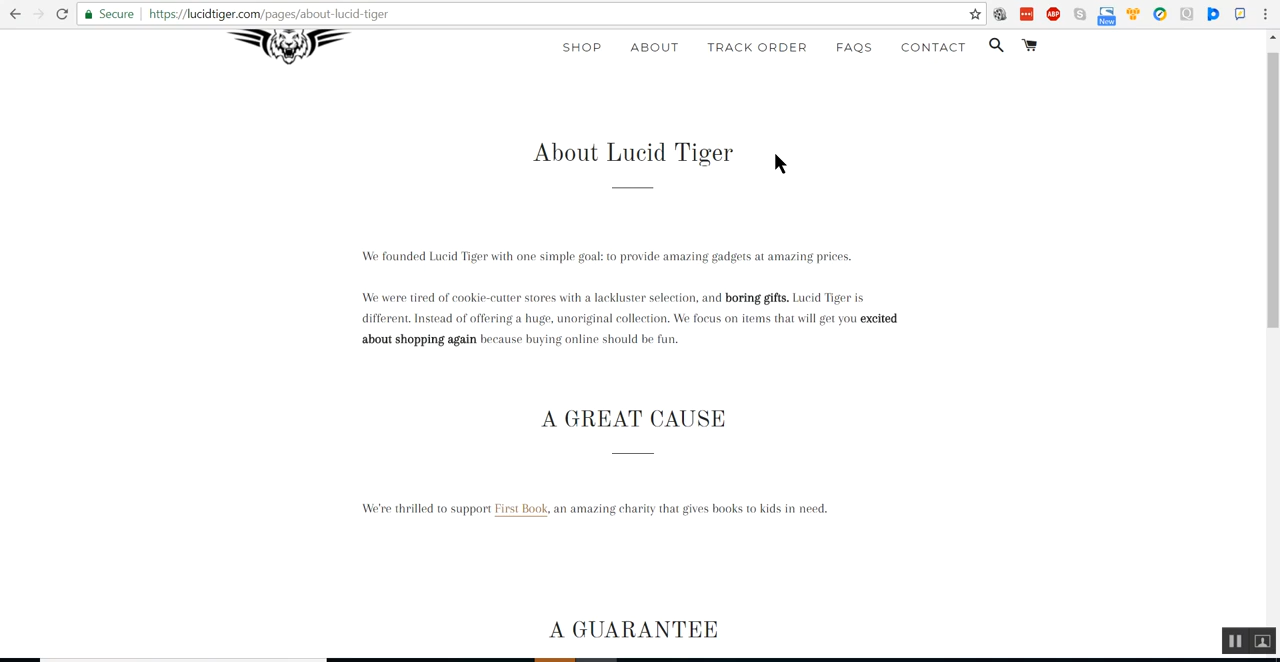 Secure https://lucidtiger.com/pages/about-lucid-tiger
ABP
New
SHOP ABOUT TRACK ORDER FAQS CONTACT
About Lucid Tiger
We founded Lucid Tiger with one simple goal: to provide amazing gadgets at amazing prices.
We were tired of cookie-cutter stores with a lackluster selection, and boring gifts. Lucid Tiger is
different. Instead of offering a huge, unoriginal collection. We focus on items that will get you excited
about shopping again because buying online should be fun.
A GREAT CAUSE
We're thrilled to support First Book, an amazing charity that gives books to kids in need.
A GUARANTEE